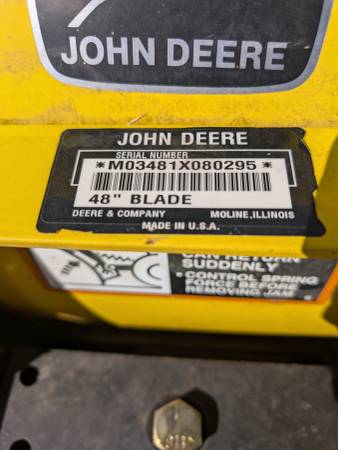 JOHN DEERE
JOHN DEERE
SERIAL NUMBER
*M03481X080295*
48" BLADE
DEERE & COMPANY MOLINE, ILLINOIS
MADE IN U.S.A.
CAN RETURN
SUDDENLY
• CONTROL SPRING
FORCE BEFORE
REMOVING JAM